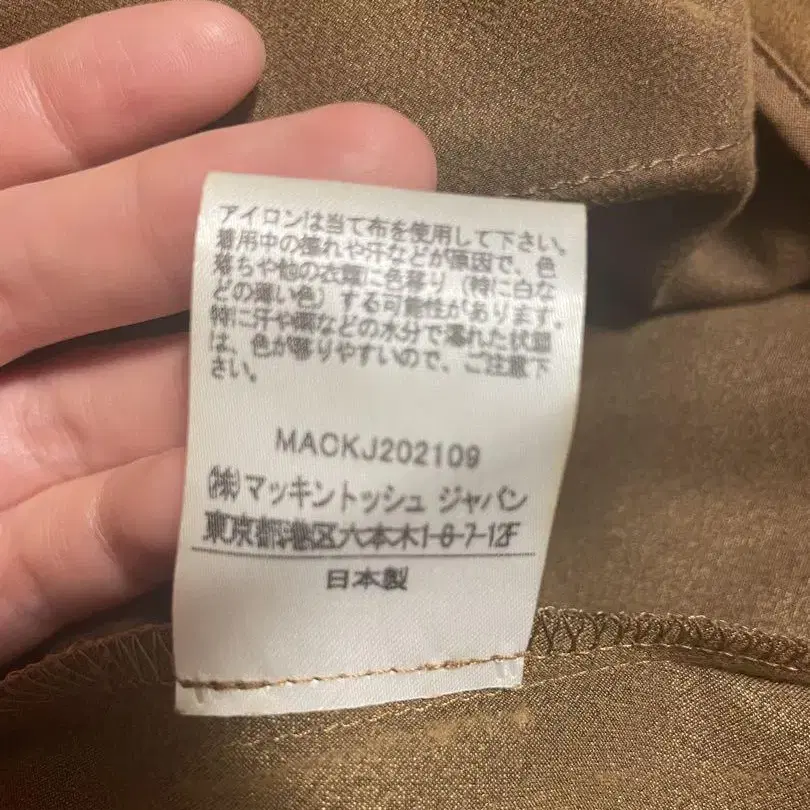 アイロンは当て布を使用して下さい。
着用中の擦れや汗などが原因で、色
落ちや他の衣類に色移り（特に白な
どの薄い色）する可能性があります。
特に汗や雨などの水分で濡れた状態
は、色が移りやすいので、ご注意下
さい。
MACKJ202109
(株)マッキントッシュ ジャパン
東京都港区六本木1-8-7-12F
日本製